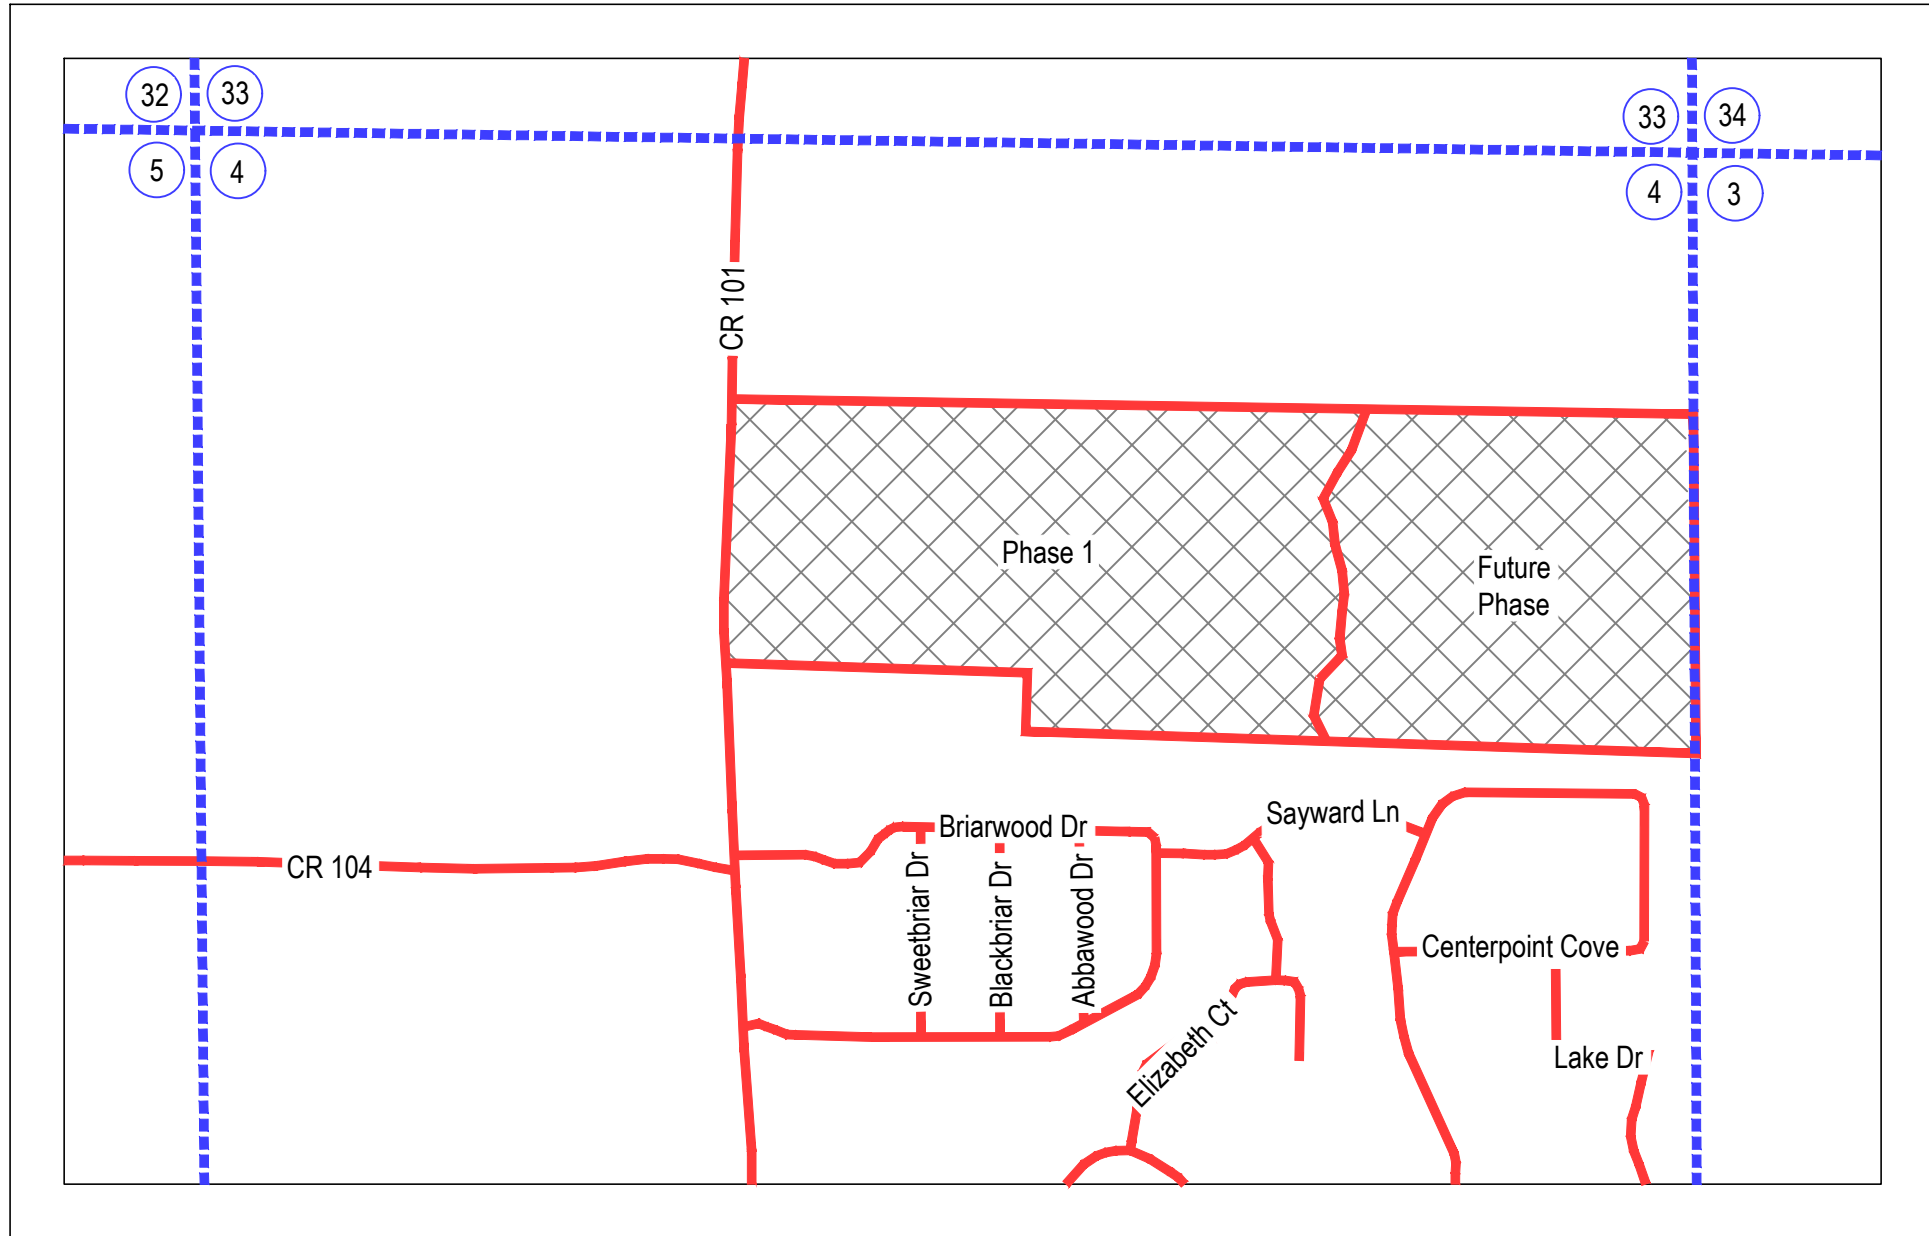 32
33
33
34
5
4
4
3
CR 101
Phase 1
Future
Phase
Sayward Ln
Briarwood Dr
CR 104
Sweetbriar Dr
Blackbriar Dr
Abbawood Dr
Centerpoint Cove
Elizabeth Ct
Lake Dr